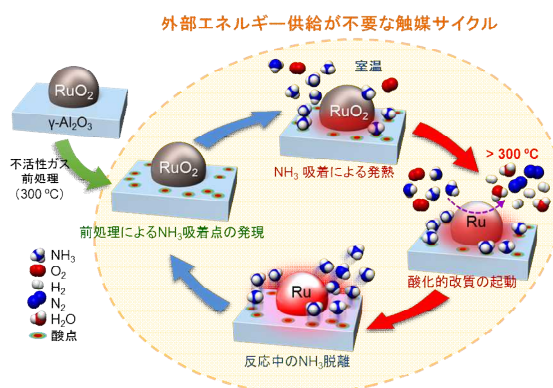 外部エネルギー供給が不要な触媒サイクル
RuO2
γ-Al2O3
不活性ガス
前処理
(300 ºC)
RuO2
前処理によるNH3吸着点の発現
室温
RuO2
NH3 吸着による発熱
> 300 ºC
Ru
酸化的改質の起動
Ru
反応中のNH3脱離
NH3
O2
H2
N2
H2O
酸点